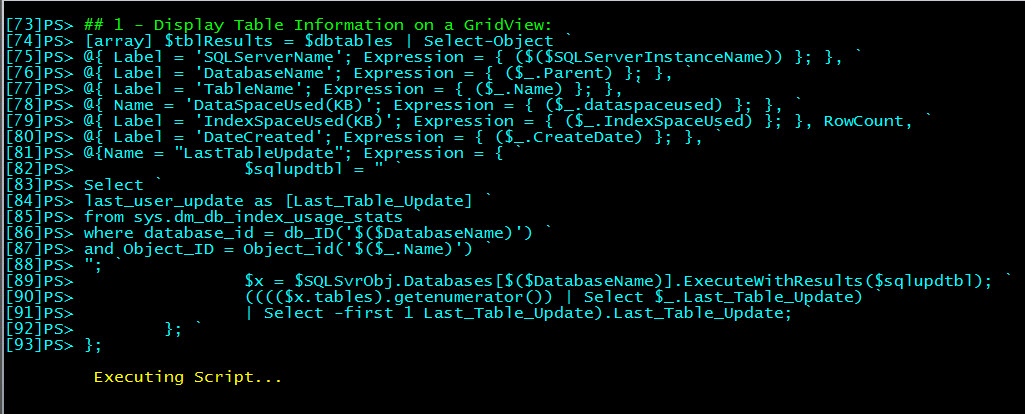 [73]PS> ## 1 - Display Table Information on a GridView:
[74]PS> [array] $tblResults = $dbtables | Select-Object `
[75]PS> @{ Label = 'SQLServerName'; Expression = { ($($SQLServerInstanceName)) }; }, `
[76]PS> @{ Label = 'DatabaseName'; Expression = { ($_.Parent) }; }, `
[77]PS> @{ Label = 'TableName'; Expression = { ($_.Name) }; }, `
[78]PS> @{ Name = 'DataSpaceUsed(KB)'; Expression = { ($_.dataspaceused) }; }, `
[79]PS> @{ Label = 'IndexSpaceUsed(KB)'; Expression = { ($_.IndexSpaceUsed) }; }, RowCount, `
[80]PS> @{ Label = 'DateCreated'; Expression = { ($_.CreateDate) }; }, `
[81]PS> @{Name = "LastTableUpdate"; Expression = { `
[82]PS> $sqlupdtbl = " `
[83]PS> Select `
[84]PS> last_user_update as [Last_Table_Update] `
[85]PS> from sys.dm_db_index_usage_stats `
[86]PS> where database_id = db_ID('$($DatabaseName)') `
[87]PS> and Object_ID = Object_id('$($_.Name)') `
[88]PS> "; `
[89]PS> $x = $SQLSvrObj.Databases[$($DatabaseName)].ExecuteWithResults($sqlupdtbl); `
[90]PS> (((($x.tables).getenumerator()) | Select $_.Last_Table_Update) `
[91]PS> | Select -first 1 Last_Table_Update).Last_Table_Update; `
[92]PS> }; `
[93]PS> };
Executing Script...